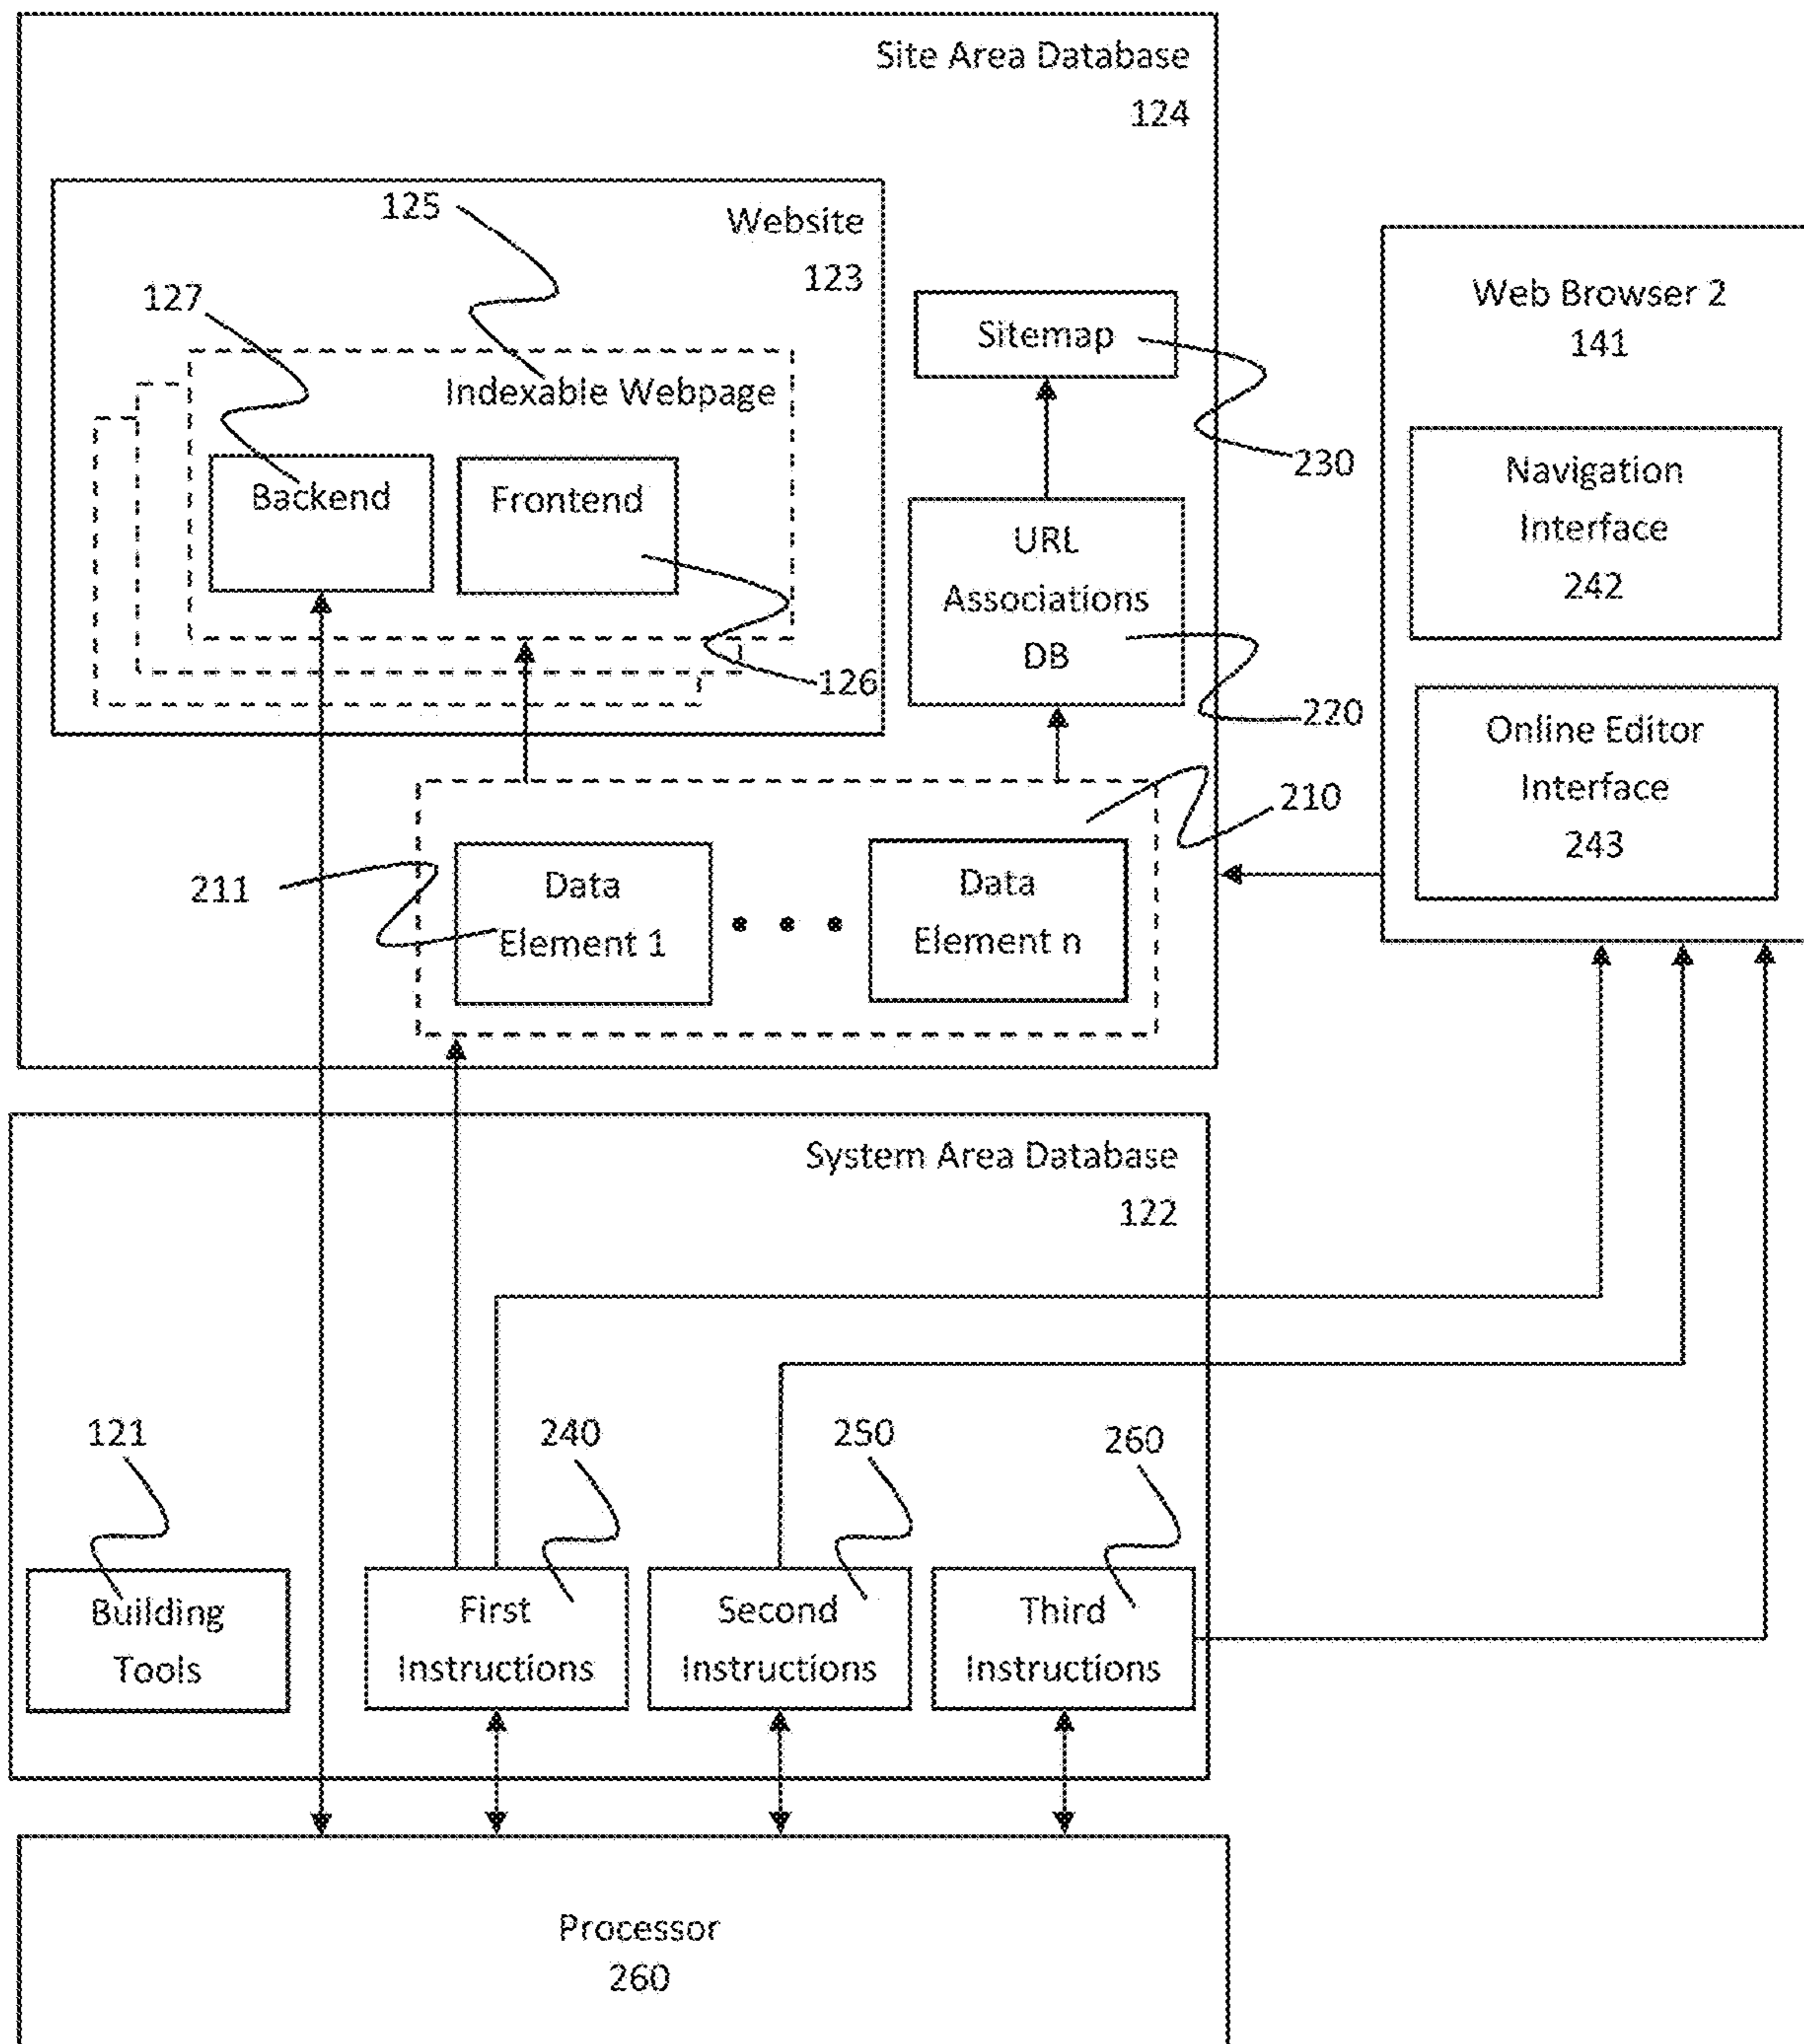 Site Area Database
124
Website
123
125
127
Indexable Webpage
Backend
Frontend
126
Sitemap
230
URL
Associations
DB
220
210
211
Data
Element 1
Data
Element n
Web Browser 2
141
Navigation
Interface
242
Online Editor
Interface
243
System Area Database
122
121
240
250
260
Building
Tools
First
Instructions
Second
Instructions
Third
Instructions
Processor
260